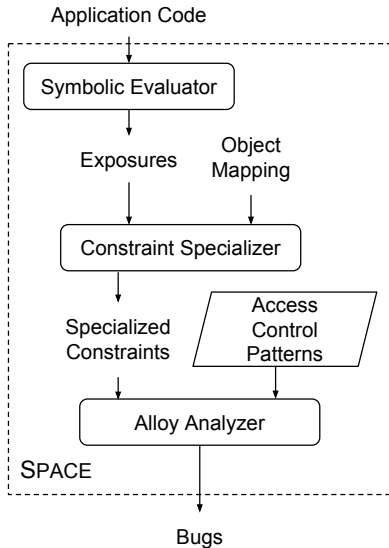 Application Code
Symbolic Evaluator
Exposures
Object
Mapping
Constraint Specializer
Specialized
Constraints
Access
Control
Patterns
Alloy Analyzer
SPACE
Bugs